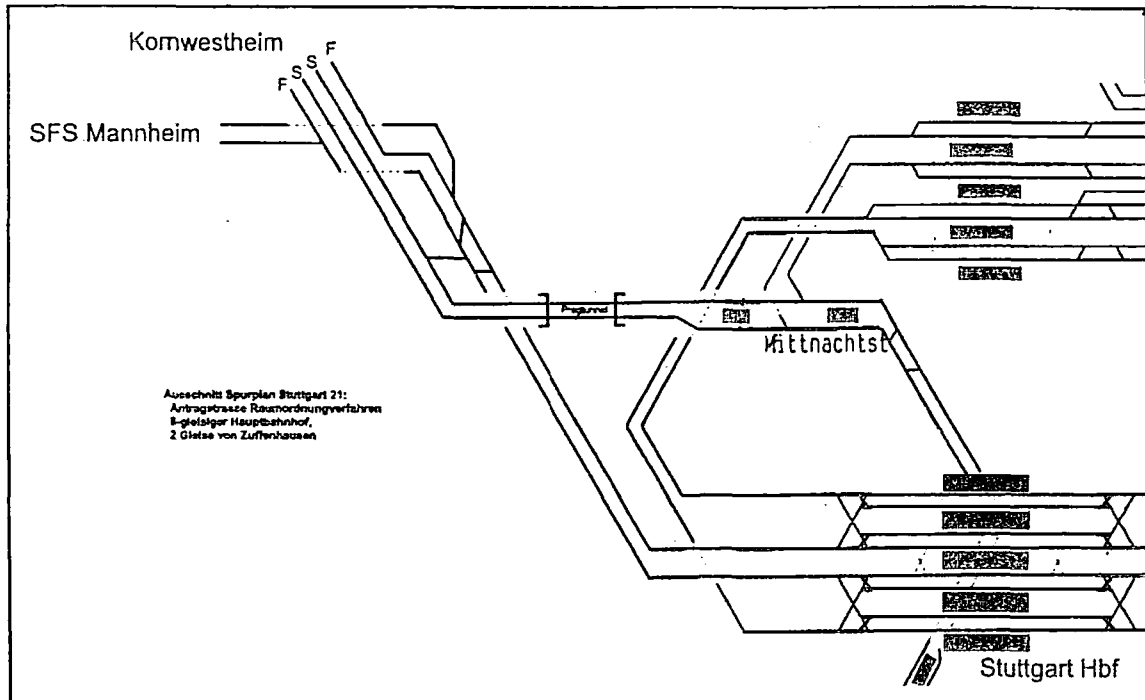 Kornwestheim
F
S
S
F
SFS Mannheim
Mittnachtst
Ausschnitt Spurplan Stuttgart 21:
Antragstrasse Raumordnungverfahren
8-gleisiger Hauptbahnhof,
2 Gleise von Zuffenhausen
Stuttgart Hbf